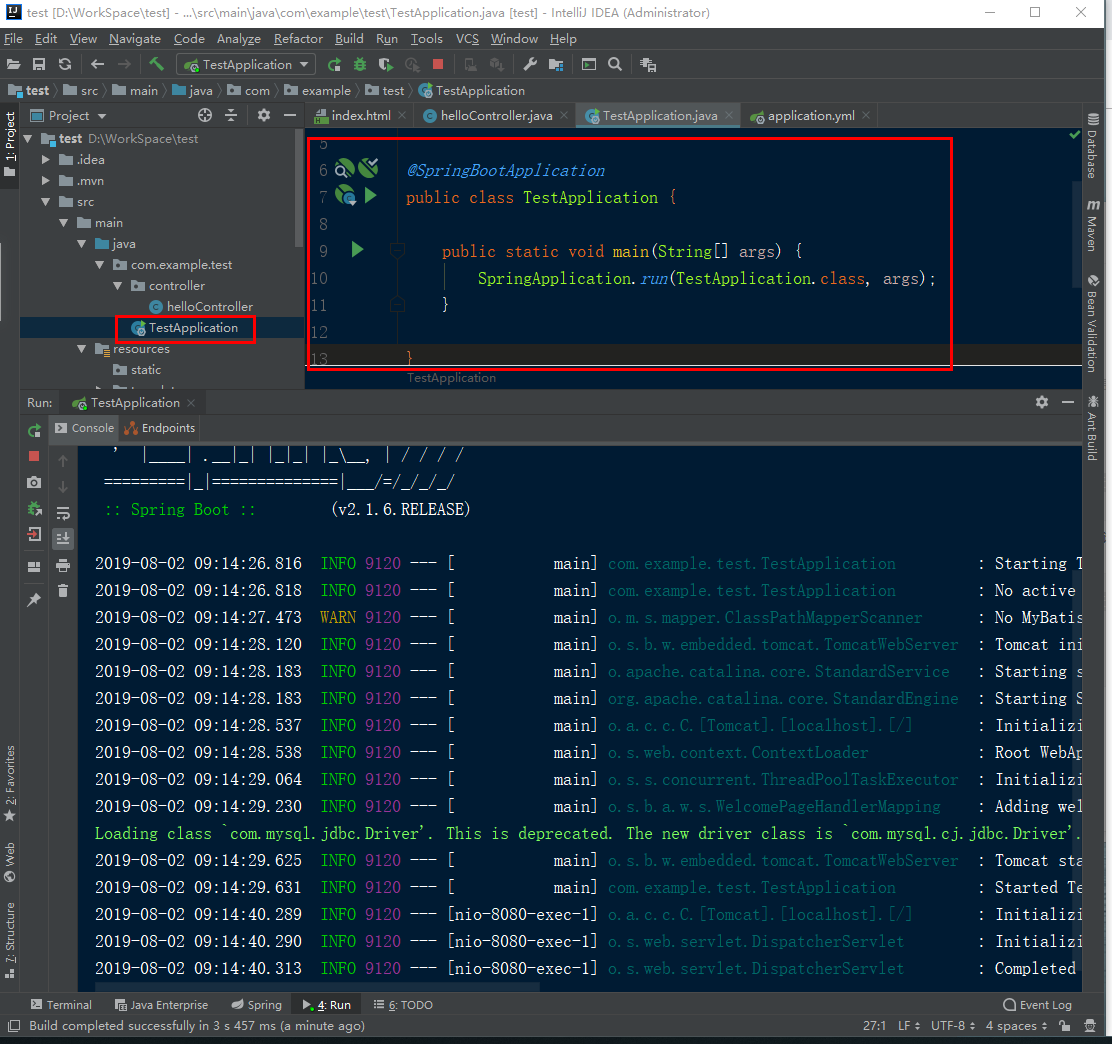 test [D:\WorkSpace\test] - ...\src\main\java\com\example\test\TestApplication.java [test] - IntelliJ IDEA (Administrator)
File Edit View Navigate Code Analyze Refactor Build Run Tools VCS Window Help
TestApplication
test src main java com example test TestApplication
Project
index.html helloController.java TestApplication.java application.yml
test D:\WorkSpace\test
.idea
.mvn
src
main
java
com.example.test
controller
helloController
TestApplication
resources
static
5
6 @SpringBootApplication
7 public class TestApplication {
8
9 public static void main(String[] args) {
10 SpringApplication.run(TestApplication.class, args);
11 }
12
13 }
TestApplication
1: Project
2: Favorites
Web
7: Structure
Database
Maven
Bean Validation
Ant Build
Run: TestApplication
Console Endpoints
' |____| .__|_| |_|_| |_\__, | / / / /
=========|_|==============|___/=/_/_/_/
:: Spring Boot :: (v2.1.6.RELEASE)
2019-08-02 09:14:26.816 INFO 9120 --- [ main] com.example.test.TestApplication : Starting T
2019-08-02 09:14:26.818 INFO 9120 --- [ main] com.example.test.TestApplication : No active
2019-08-02 09:14:27.473 WARN 9120 --- [ main] o.m.s.mapper.ClassPathMapperScanner : No MyBatis
2019-08-02 09:14:28.120 INFO 9120 --- [ main] o.s.b.w.embedded.tomcat.TomcatWebServer : Tomcat ini
2019-08-02 09:14:28.183 INFO 9120 --- [ main] o.apache.catalina.core.StandardService : Starting s
2019-08-02 09:14:28.183 INFO 9120 --- [ main] org.apache.catalina.core.StandardEngine : Starting S
2019-08-02 09:14:28.537 INFO 9120 --- [ main] o.a.c.c.C.[Tomcat].[localhost].[/] : Initializi
2019-08-02 09:14:28.538 INFO 9120 --- [ main] o.s.web.context.ContextLoader : Root WebAp
2019-08-02 09:14:29.064 INFO 9120 --- [ main] o.s.s.concurrent.ThreadPoolTaskExecutor : Initializi
2019-08-02 09:14:29.230 INFO 9120 --- [ main] o.s.b.a.w.s.WelcomePageHandlerMapping : Adding wel
Loading class `com.mysql.jdbc.Driver'. This is deprecated. The new driver class is `com.mysql.cj.jdbc.Driver'.
2019-08-02 09:14:29.625 INFO 9120 --- [ main] o.s.b.w.embedded.tomcat.TomcatWebServer : Tomcat sta
2019-08-02 09:14:29.631 INFO 9120 --- [ main] com.example.test.TestApplication : Started Te
2019-08-02 09:14:40.289 INFO 9120 --- [nio-8080-exec-1] o.a.c.c.C.[Tomcat].[localhost].[/] : Initializi
2019-08-02 09:14:40.290 INFO 9120 --- [nio-8080-exec-1] o.s.web.servlet.DispatcherServlet : Initializi
2019-08-02 09:14:40.313 INFO 9120 --- [nio-8080-exec-1] o.s.web.servlet.DispatcherServlet : Completed
Terminal Java Enterprise Spring 4: Run 6: TODO Event Log
Build completed successfully in 3 s 457 ms (a minute ago) 27:1 LF UTF-8 4 spaces